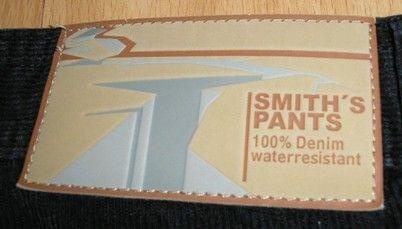 SMITH´S
PANTS
100% Denim
waterresistant